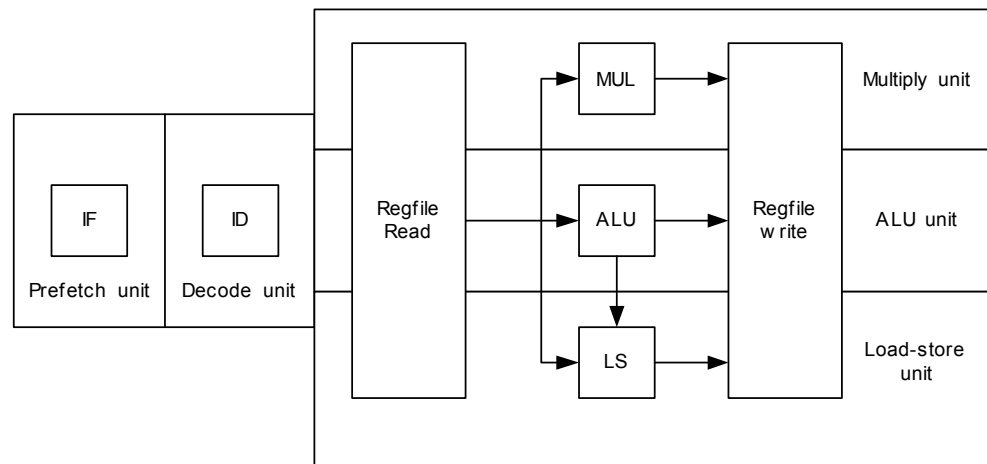 MUL
Multiply unit
IF
ID
Regfile
Read
ALU
Regfile
w rite
ALU unit
Prefetch unit
Decode unit
LS
Load-store
unit